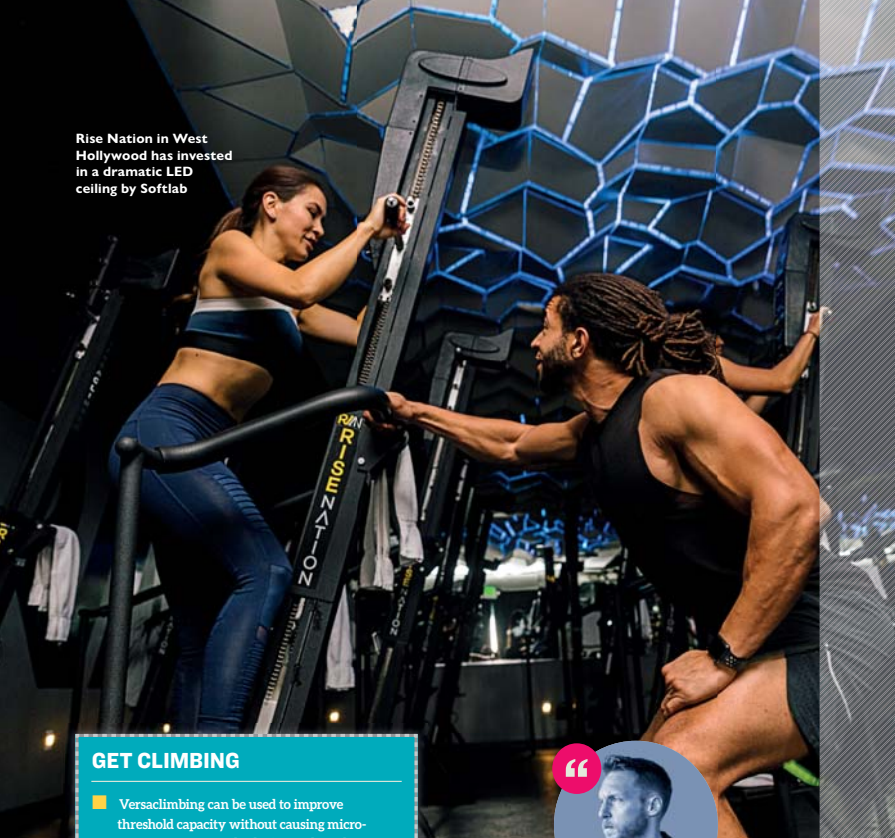 Rise Nation in West
Hollywood has invested
in a dramatic LED
ceiling by Softlab
RISE NATION
GET CLIMBING
Versaclimbing can be used to improve
threshold capacity without causing micro-
“